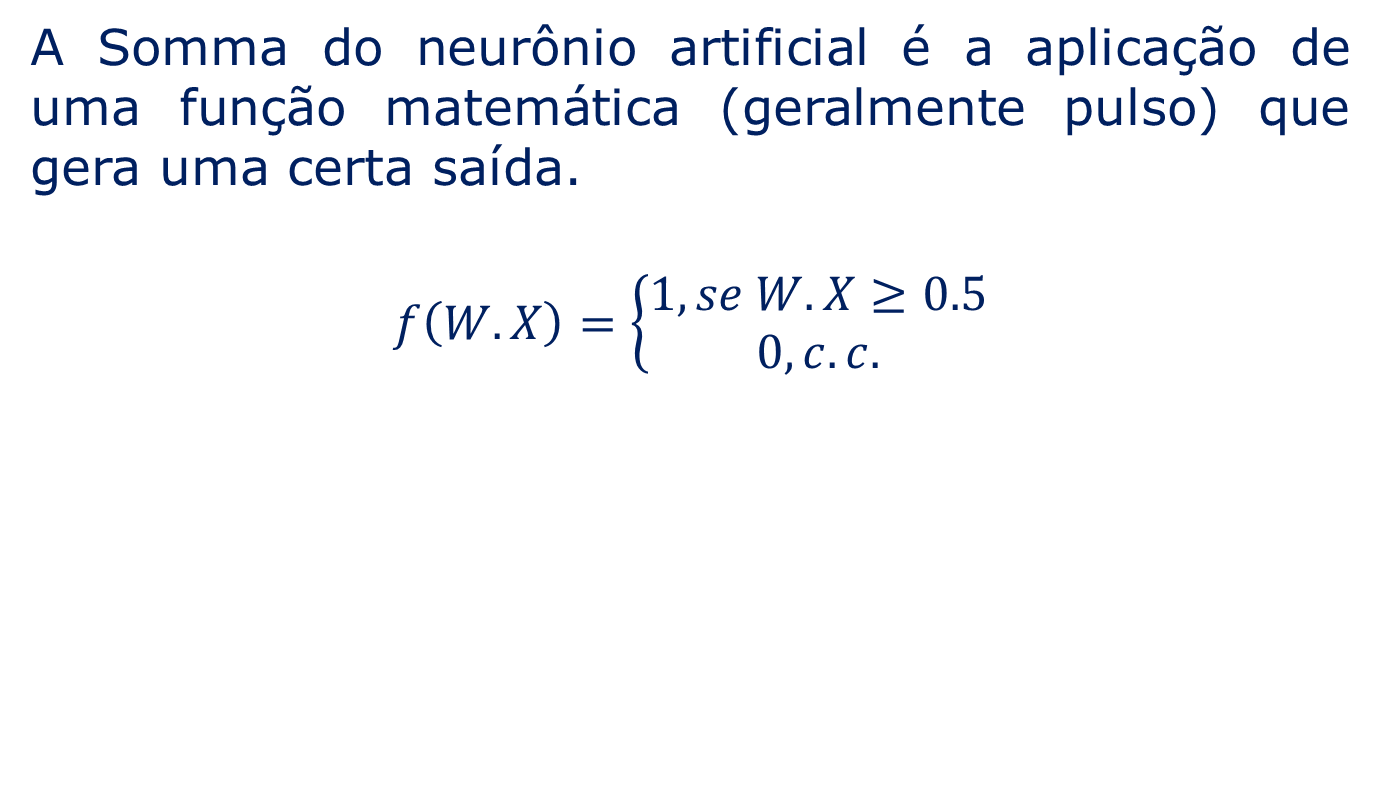 A Somma do neurônio artificial é a aplicação de
uma função matemática (geralmente pulso) que
gera uma certa saída.
f(W.X) = {1, se W.X ≥ 0.5
0, c.c.